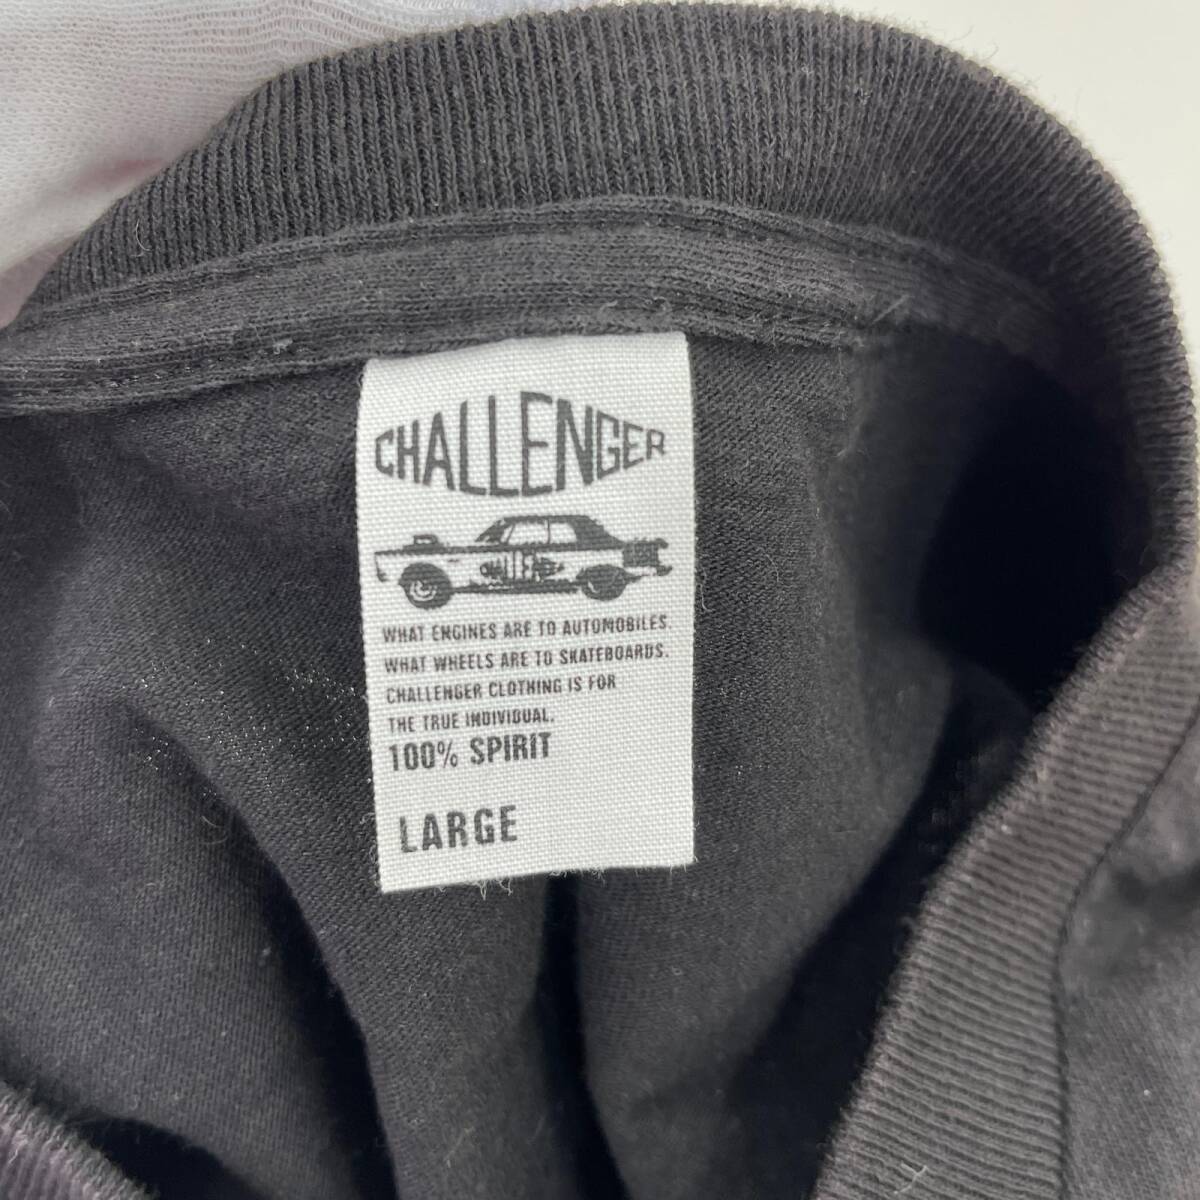 CHALLENGER
WHAT ENGINES ARE TO AUTOMOBILES.
WHAT WHEELS ARE TO SKATEBOARDS.
CHALLENGER CLOTHING IS FOR
THE TRUE INDIVIDUAL.
100% SPIRIT
LARGE